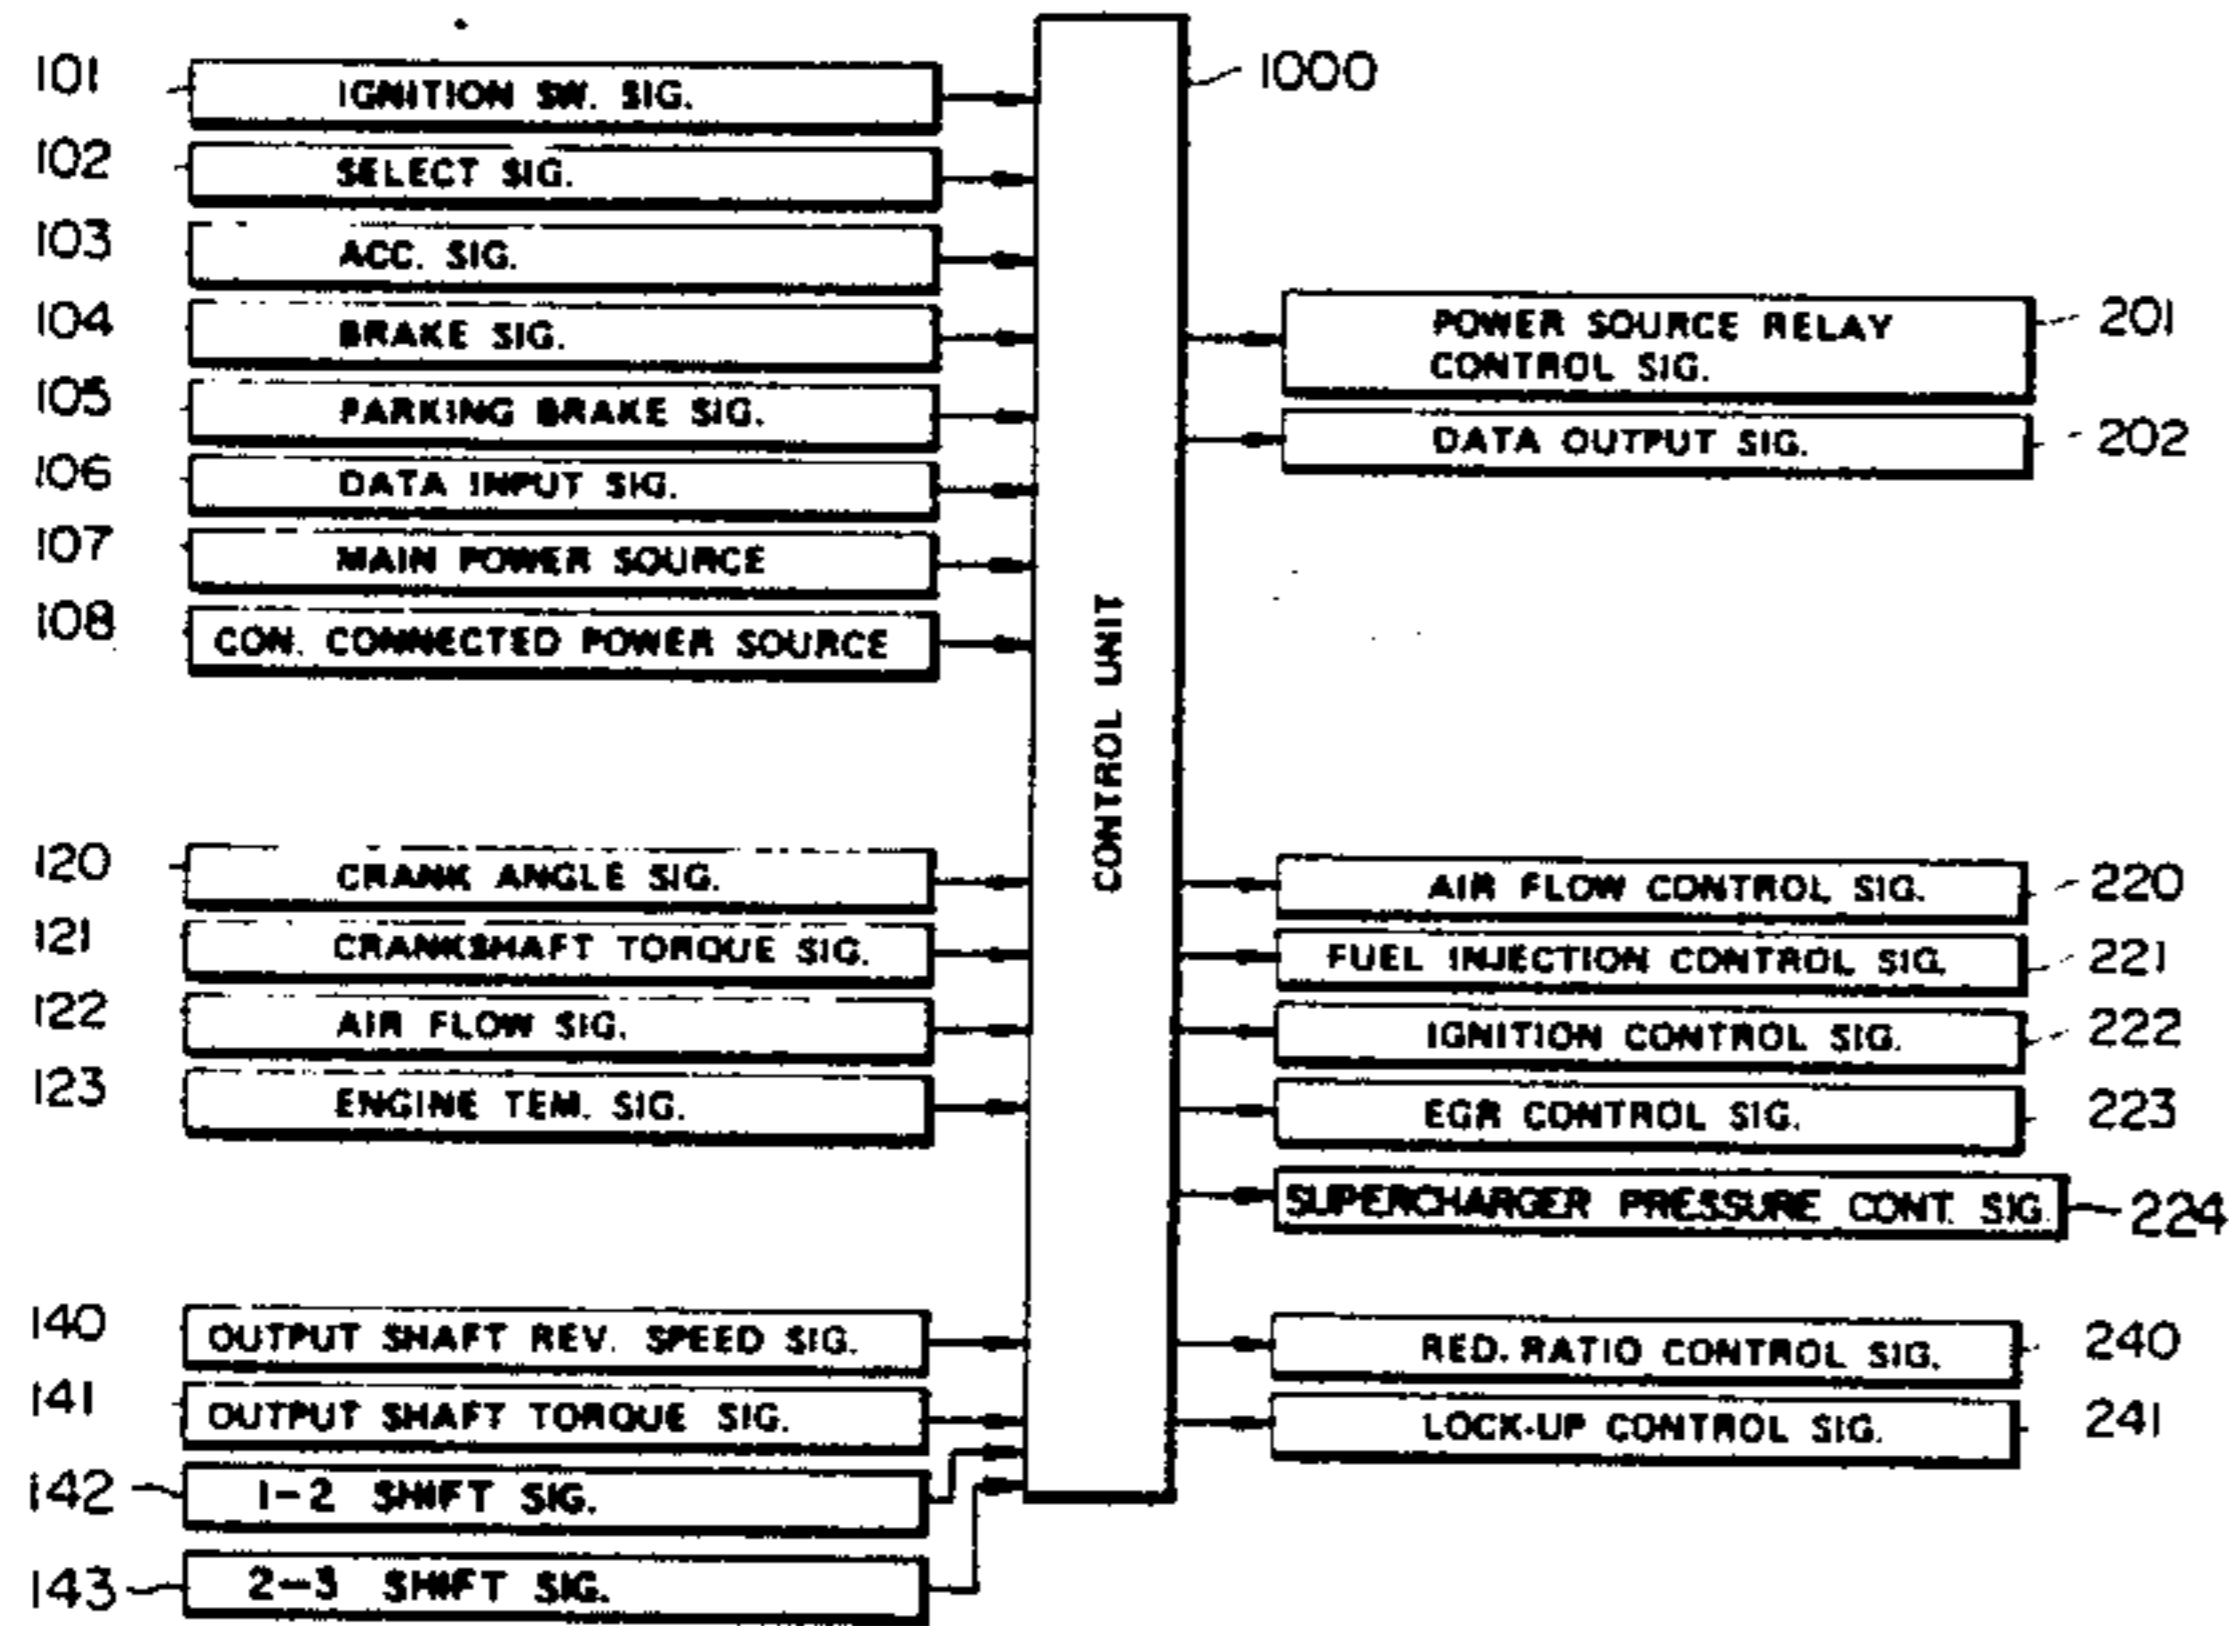 101 IGNITION SW. SIG.
102 SELECT SIG.
103 ACC. SIG.
104 BRAKE SIG.
105 PARKING BRAKE SIG.
106 DATA INPUT SIG.
107 MAIN POWER SOURCE
108 CON. CONNECTED POWER SOURCE
120 CRANK ANGLE SIG.
121 CRANKSHAFT TORQUE SIG.
122 AIR FLOW SIG.
123 ENGINE TEM. SIG.
140 OUTPUT SHAFT REV. SPEED SIG.
141 OUTPUT SHAFT TORQUE SIG.
142 1-2 SHIFT SIG.
143 2-3 SHIFT SIG.
CONTROL UNIT
1000
POWER SOURCE RELAY
CONTROL SIG.
201
DATA OUTPUT SIG. 202
AIR FLOW CONTROL SIG. 220
FUEL INJECTION CONTROL SIG. 221
IGNITION CONTROL SIG. 222
EGR CONTROL SIG. 223
SUPERCHARGER PRESSURE CONT. SIG. 224
RED. RATIO CONTROL SIG. 240
LOCK-UP CONTROL SIG. 241